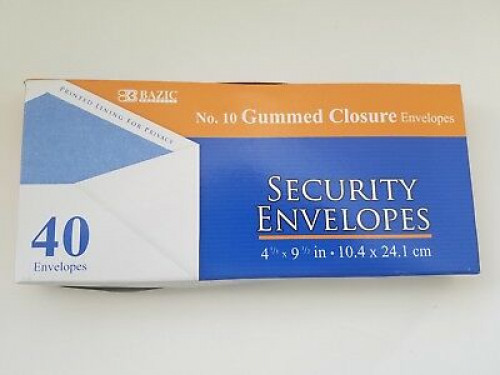 BAZIC
PRINTED LINING FOR PRIVACY
No. 10 Gummed Closure Envelopes
SECURITY
ENVELOPES
4 1/8 x 9 1/2 in • 10.4 x 24.1 cm
40
Envelopes